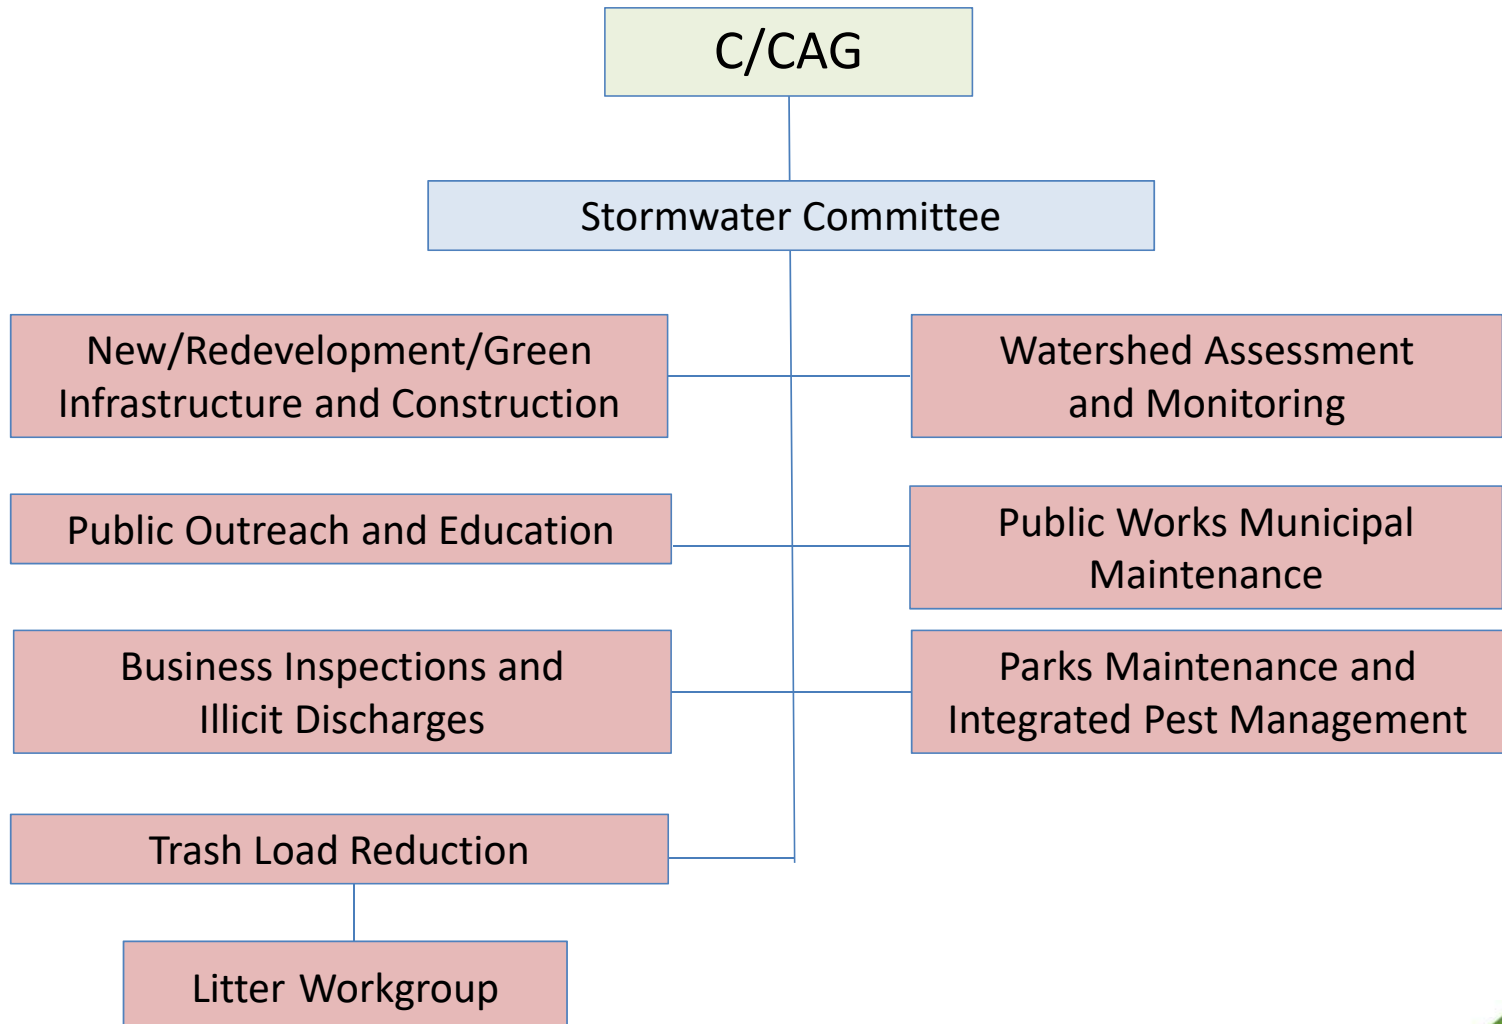 C/CAG
Stormwater Committee
New/Redevelopment/Green
Infrastructure and Construction
Watershed Assessment
and Monitoring
Public Outreach and Education
Public Works Municipal
Maintenance
Business Inspections and
Illicit Discharges
Parks Maintenance and
Integrated Pest Management
Trash Load Reduction
Litter Workgroup